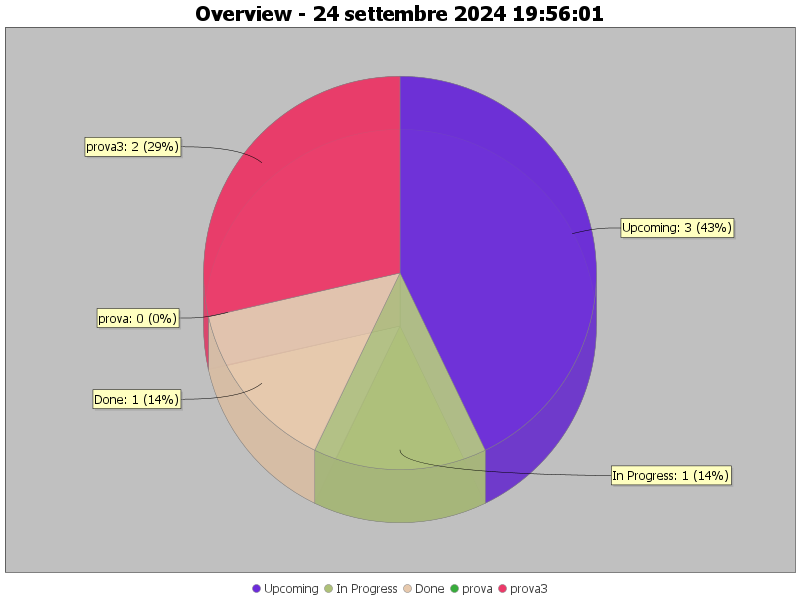 Overview - 24 settembre 2024 19:56:01
prova3: 2 (29%)
Upcoming: 3 (43%)
prova: 0 (0%)
Done: 1 (14%)
In Progress: 1 (14%)
Upcoming In Progress Done prova prova3